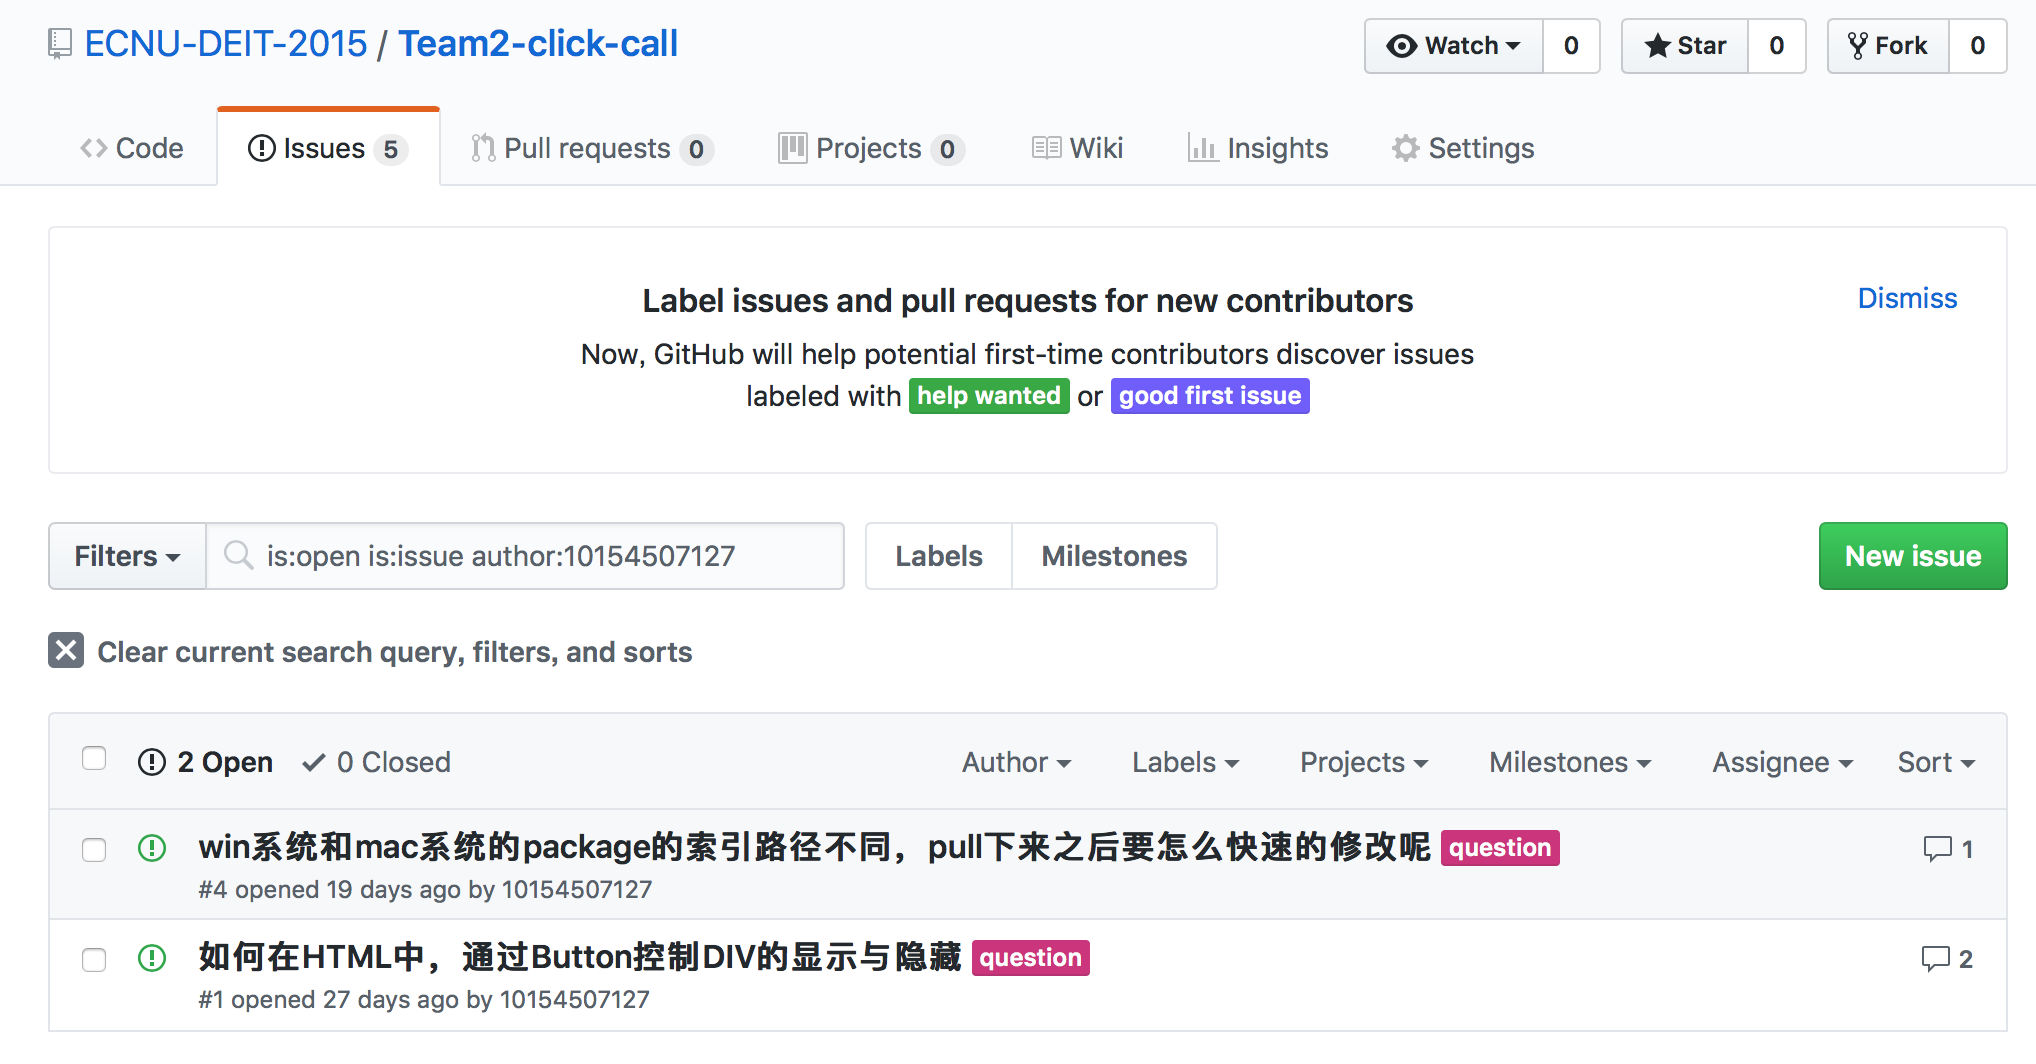 ECNU-DEIT-2015 / Team2-click-call
Watch 0 Star 0 Fork 0
Code Issues 5 Pull requests 0 Projects 0 Wiki Insights Settings
Label issues and pull requests for new contributors
Dismiss
Now, GitHub will help potential first-time contributors discover issues
labeled with help wanted or good first issue
Filters is:open is:issue author:10154507127 Labels Milestones New issue
Clear current search query, filters, and sorts
2 Open 0 Closed Author Labels Projects Milestones Assignee Sort
win系统和mac系统的package的索引路径不同，pull下来之后要怎么快速的修改呢 question 1
#4 opened 19 days ago by 10154507127
如何在HTML中，通过Button控制DIV的显示与隐藏 question 2
#1 opened 27 days ago by 10154507127